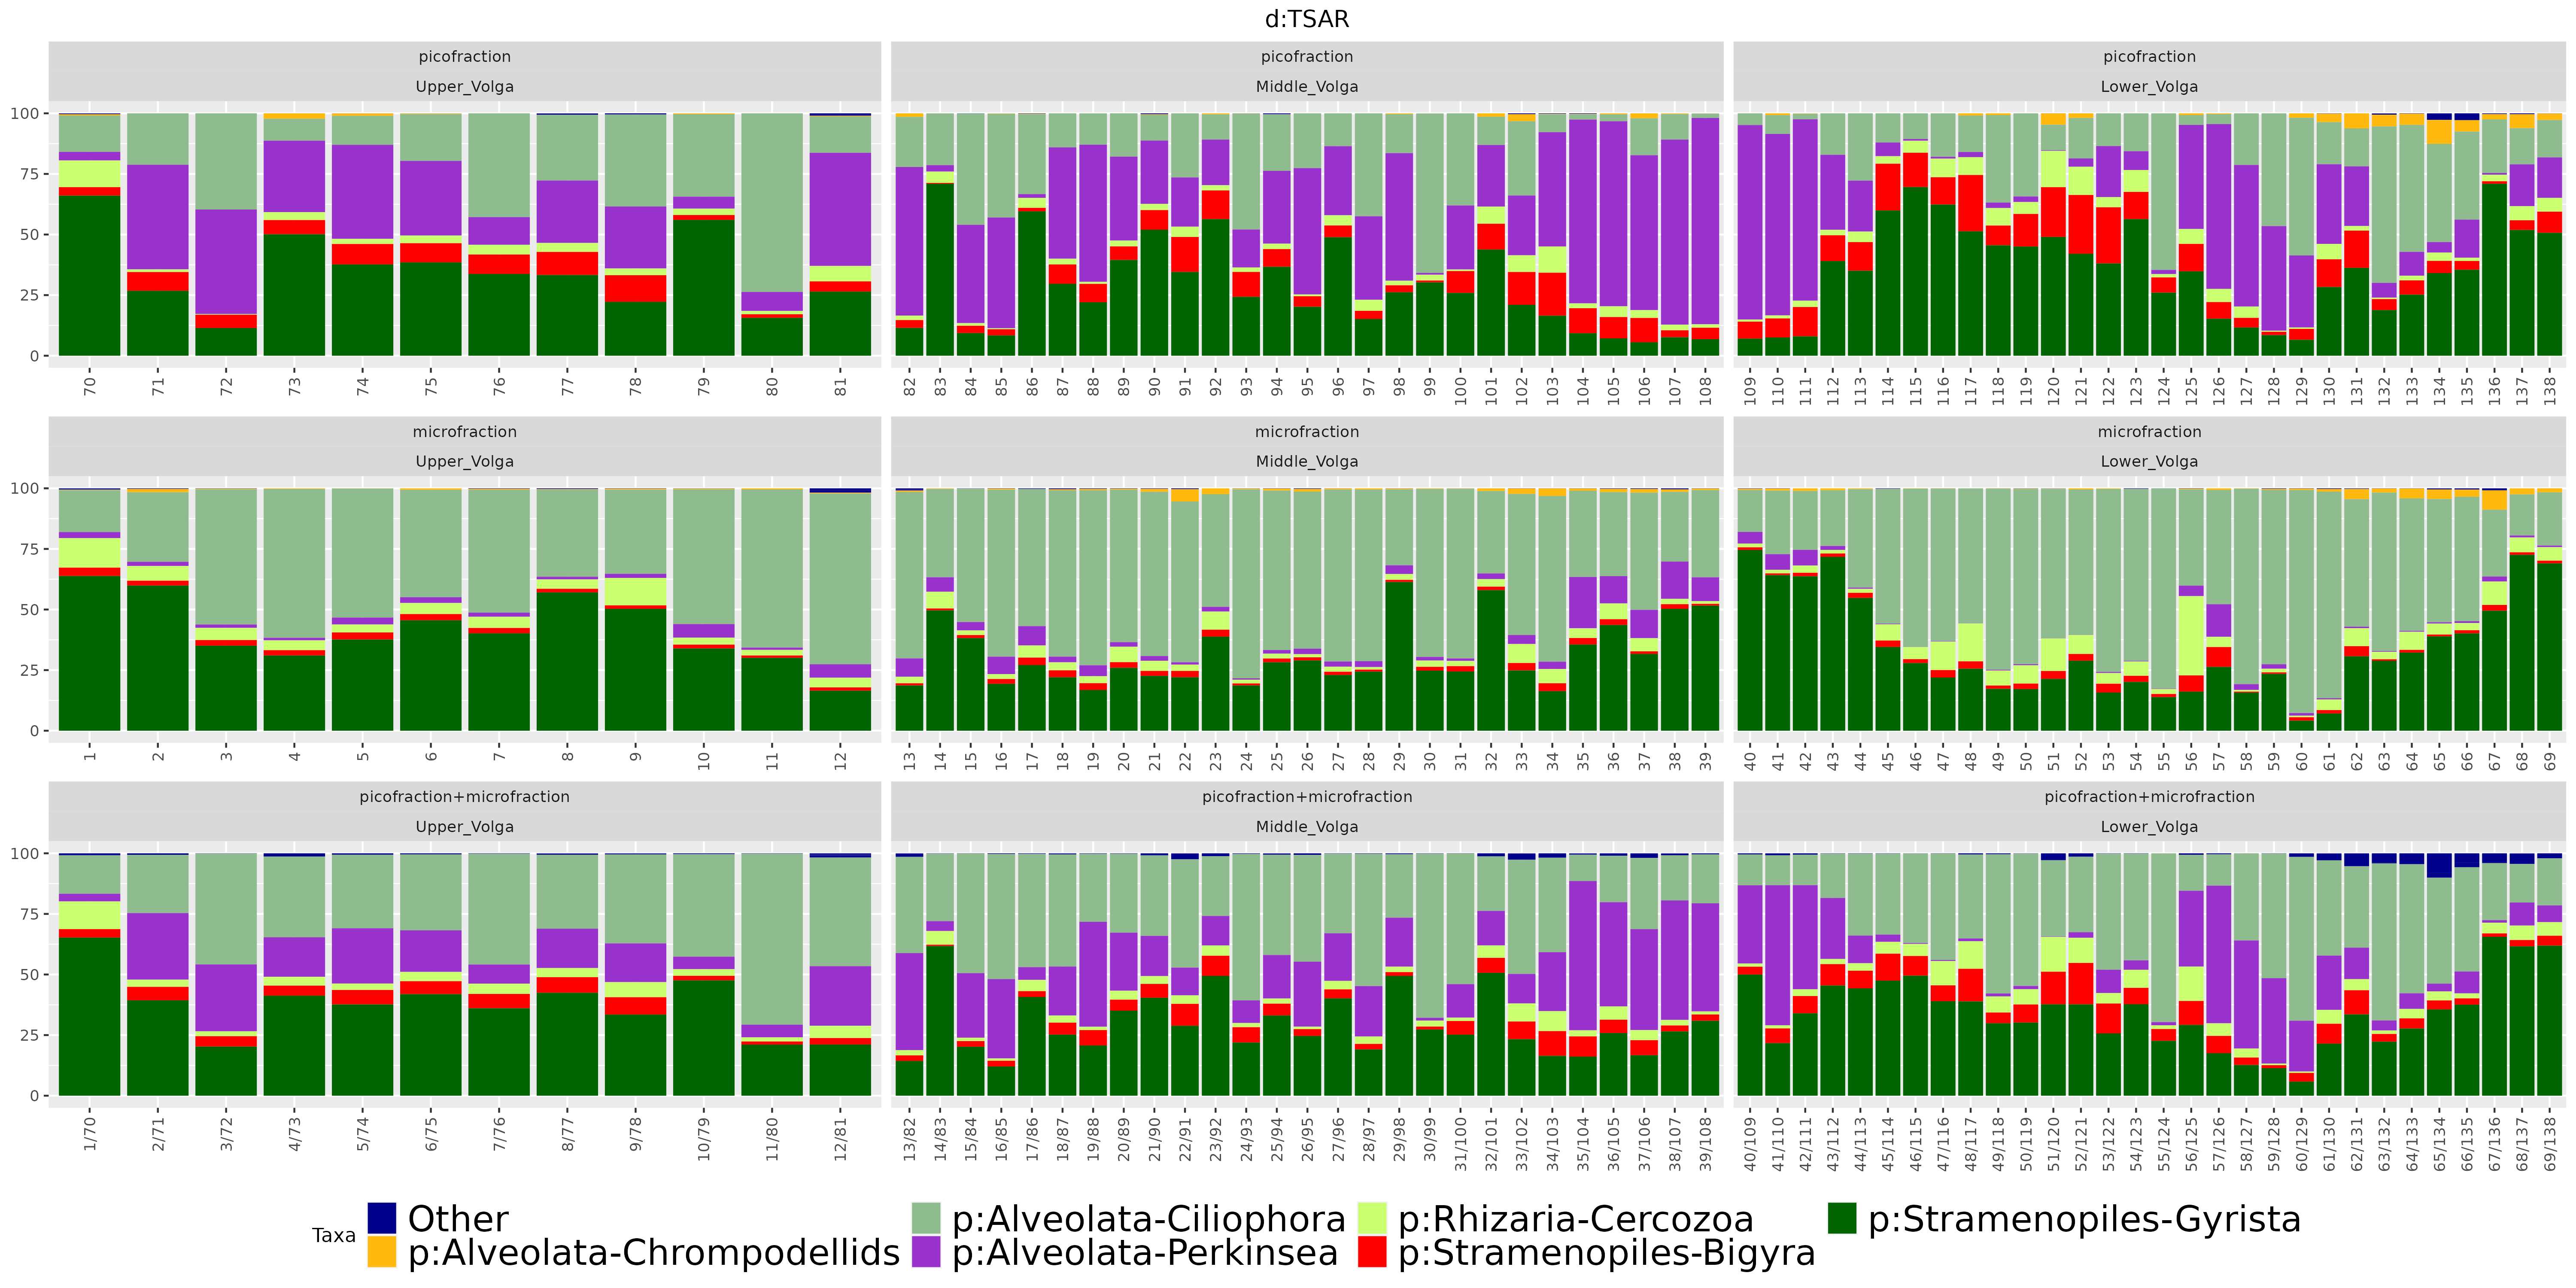 d:TSAR
picofraction picofraction picofraction
Upper_Volga Middle_Volga Lower_Volga
100
75
50
25
0
70 71 72 73 74 75 76 77 78 79 80 81 82 83 84 85 86 87 88 89 90 91 92 93 94 95 96 97 98 99 100 101 102 103 104 105 106 107 108 109 110 111 112 113 114 115 116 117 118 119 120 121 122 123 124 125 126 127 128 129 130 131 132 133 134 135 136 137 138
microfraction microfraction microfraction
Upper_Volga Middle_Volga Lower_Volga
100
75
50
25
0
1 2 3 4 5 6 7 8 9 10 11 12 13 14 15 16 17 18 19 20 21 22 23 24 25 26 27 28 29 30 31 32 33 34 35 36 37 38 39 40 41 42 43 44 45 46 47 48 49 50 51 52 53 54 55 56 57 58 59 60 61 62 63 64 65 66 67 68 69
picofraction+microfraction picofraction+microfraction picofraction+microfraction
Upper_Volga Middle_Volga Lower_Volga
100
75
50
25
0
1/70 2/71 3/72 4/73 5/74 6/75 7/76 8/77 9/78 10/79 11/80 12/81 13/82 14/83 15/84 16/85 17/86 18/87 19/88 20/89 21/90 22/91 23/92 24/93 25/94 26/95 27/96 28/97 29/98 30/99 31/100 32/101 33/102 34/103 35/104 36/105 37/106 38/107 39/108 40/109 41/110 42/111 43/112 44/113 45/114 46/115 47/116 48/117 49/118 50/119 51/120 52/121 53/122 54/123 55/124 56/125 57/126 58/127 59/128 60/129 61/130 62/131 63/132 64/133 65/134 66/135 67/136 68/137 69/138
Taxa
Other p:Alveolata-Ciliophora p:Rhizaria-Cercozoa p:Stramenopiles-Gyrista
p:Alveolata-Chrompodellids p:Alveolata-Perkinsea p:Stramenopiles-Bigyra